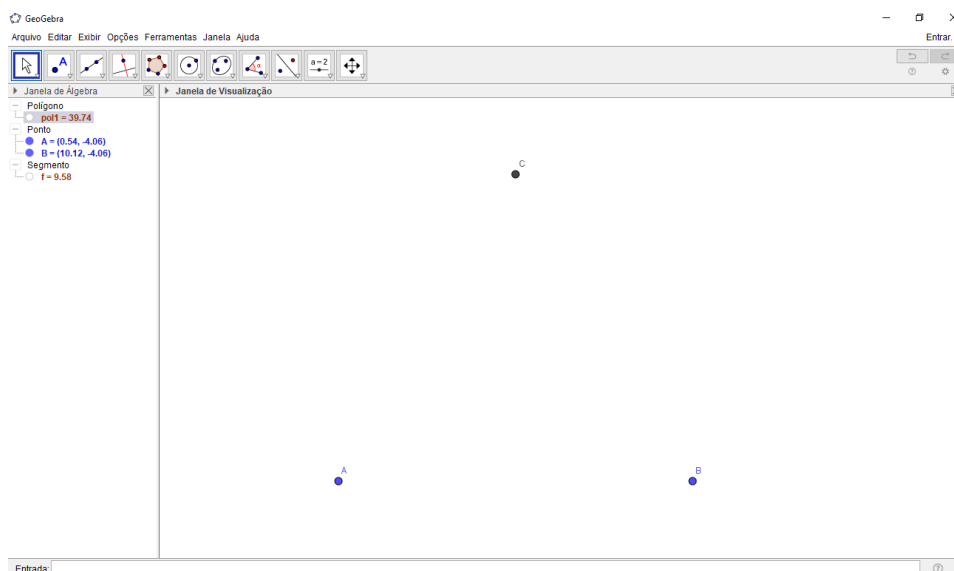 GeoGebra
Arquivo Editar Exibir Opções Ferramentas Janela Ajuda
Entrar.
A
α
a=2
Janela de Álgebra
Janela de Visualização
Polígono
pol1 = 39.74
Ponto
A = (0.54, -4.06)
B = (10.12, -4.06)
Segmento
f = 9.58
C
A
B
Entrada: